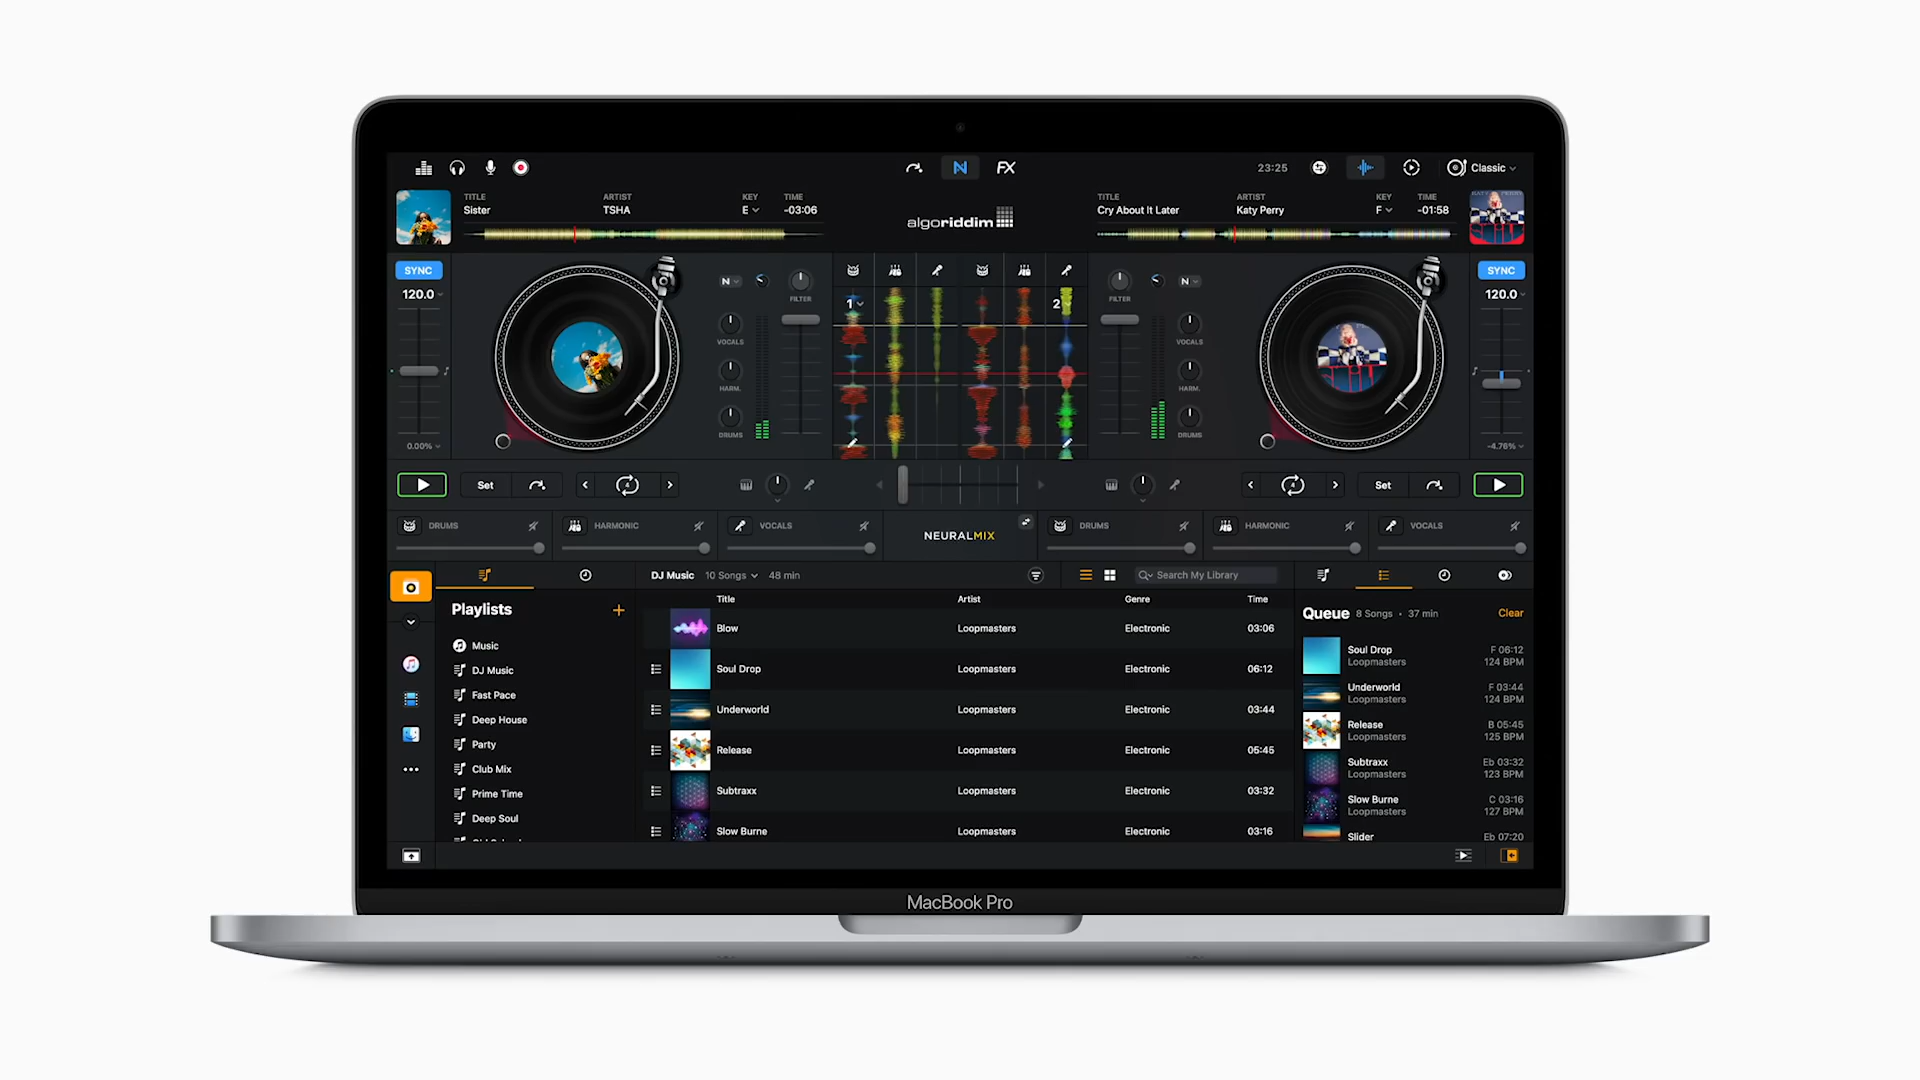 FX
23:25
Classic
TITLE ARTIST KEY TIME
Sister TSHA E -03:06
algoriddim
TITLE ARTIST KEY TIME
Cry About It Later Katy Perry F -01:58
SYNC
120.0
0.00%
N
FILTER
VOCALS
HARM.
DRUMS
1
2
FILTER
N
VOCALS
HARM.
DRUMS
SYNC
120.0
-4.76%
Set
4
4
Set
DRUMS
HARMONIC
VOCALS
NEURALMIX
DRUMS
HARMONIC
VOCALS
Playlists +
Music
DJ Music
Fast Pace
Deep House
Party
Club Mix
Prime Time
Deep Soul
DJ Music 10 Songs 48 min
Search My Library
Title Artist Genre Time
Blow Loopmasters Electronic 03:06
Soul Drop Loopmasters Electronic 06:12
Underworld Loopmasters Electronic 03:44
Release Loopmasters Electronic 05:45
Subtraxx Loopmasters Electronic 03:32
Slow Burne Loopmasters Electronic 03:16
Queue 8 Songs • 37 min Clear
Soul Drop F 06:12
Loopmasters 124 BPM
Underworld F 03:44
Loopmasters 124 BPM
Release B 05:45
Loopmasters 125 BPM
Subtraxx Eb 03:32
Loopmasters 123 BPM
Slow Burne C 03:16
Loopmasters 127 BPM
Slider Eb 07:20
MacBook Pro